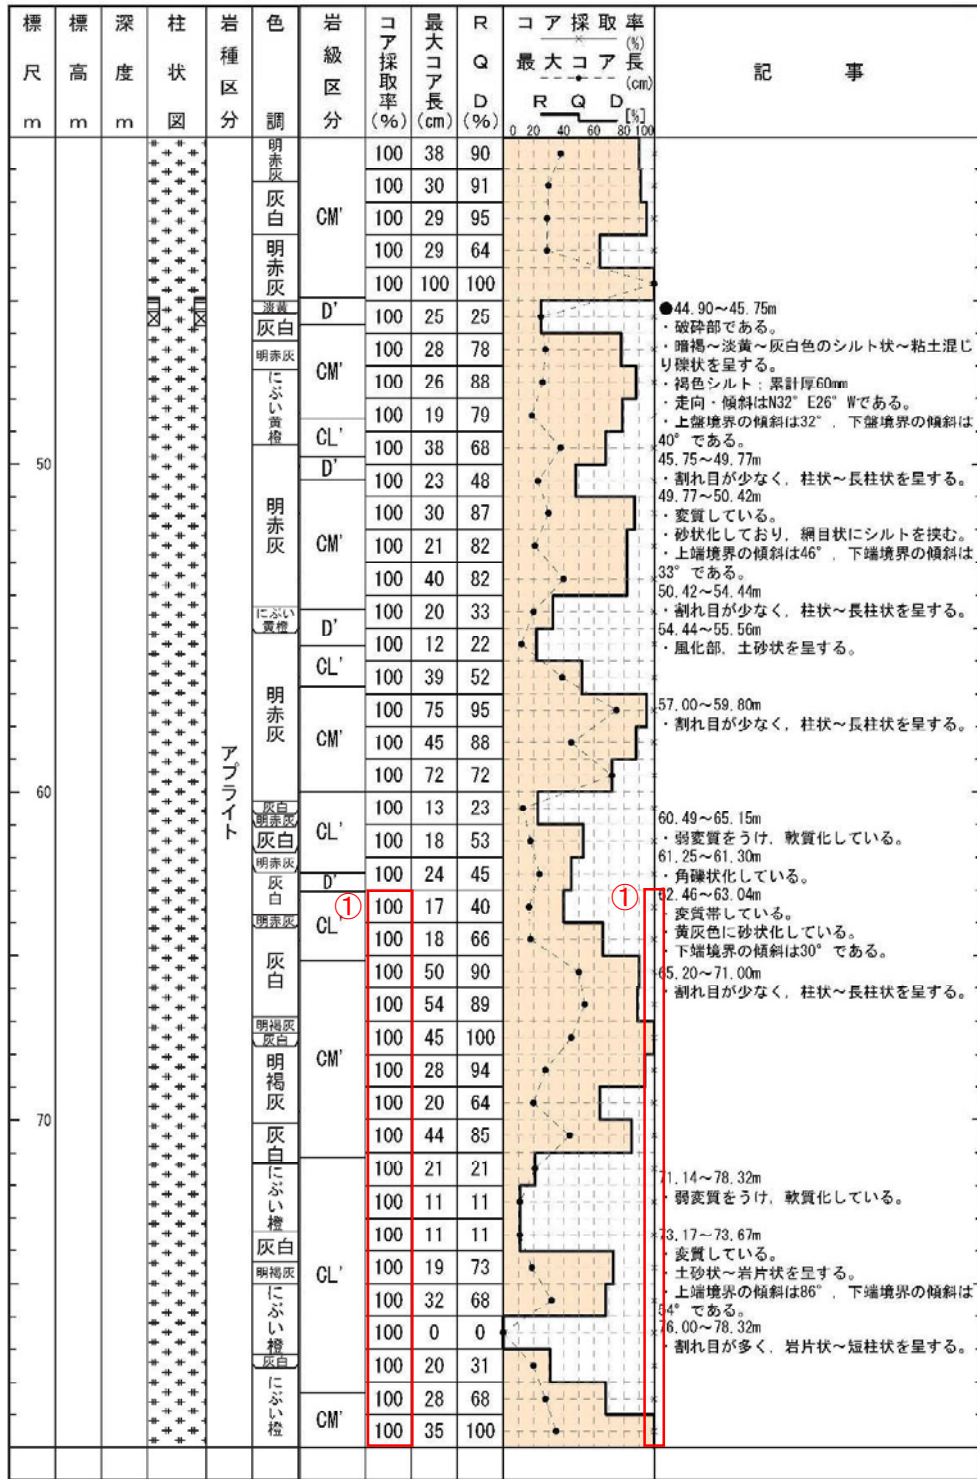 標尺m
標高m
深度m
柱状図
岩種区分
色調
岩級区分
コア採取率(%)
最大コア長(cm)
RQD(%)
コア採取率(%)
最大コア長(cm)
RQD[%]
0 20 40 60 80 100
記事
50
60
70
アプライト
明赤灰
灰白
明赤灰
淡黄
灰白
明赤灰
にぶい黄橙
明赤灰
にぶい黄橙
明赤灰
灰白
明赤灰
灰白
明赤灰
灰白
明赤灰
灰白
明褐灰
灰白
明褐灰
灰白
にぶい橙
灰白
明褐灰
にぶい橙
灰白
にぶい橙
CM'
D'
CM'
CL'
D'
CM'
D'
CL'
CM'
CL'
D'
CL'
CM'
CL'
CM'
100 38 90
100 30 91
100 29 95
100 29 64
100 100 100
100 25 25
100 28 78
100 26 88
100 19 79
100 38 68
100 23 48
100 30 87
100 21 82
100 40 82
100 20 33
100 12 22
100 39 52
100 75 95
100 45 88
100 72 72
100 13 23
100 18 53
100 24 45
100 17 40
100 18 66
100 50 90
100 54 89
100 45 100
100 28 94
100 20 64
100 44 85
100 21 21
100 11 11
100 11 11
100 19 73
100 32 68
100 0 0
100 20 31
100 28 68
100 35 100
①
①
●44.90～45.75m
・破砕部である。
・暗褐～淡黄～灰白色のシルト状～粘土混じ
り礫状を呈する。
・褐色シルト：累計厚60mm
・走向・傾斜はN32°E26°Wである。
・上盤境界の傾斜は32°，下盤境界の傾斜は
40°である。
45.75～49.77m
・割れ目が少なく，柱状～長柱状を呈する。
49.77～50.42m
・変質している。
・砂状化しており，網目状にシルトを挟む。
・上端境界の傾斜は46°，下端境界の傾斜は
33°である。
50.42～54.44m
・割れ目が少なく，柱状～長柱状を呈する。
54.44～55.56m
・風化部，土砂状を呈する。
57.00～59.80m
・割れ目が少なく，柱状～長柱状を呈する。
60.49～65.15m
・弱変質をうけ，軟質化している。
61.25～61.30m
・角礫状化している。
62.46～63.04m
・変質帯している。
・黄灰色に砂状化している。
・下端境界の傾斜は30°である。
65.20～71.00m
・割れ目が少なく，柱状～長柱状を呈する。
71.14～78.32m
・弱変質をうけ，軟質化している。
73.17～73.67m
・変質している。
・土砂状～岩片状を呈する。
・上端境界の傾斜は86°，下端境界の傾斜は
54°である。
76.00～78.32m
・割れ目が多く，岩片状～短柱状を呈する。